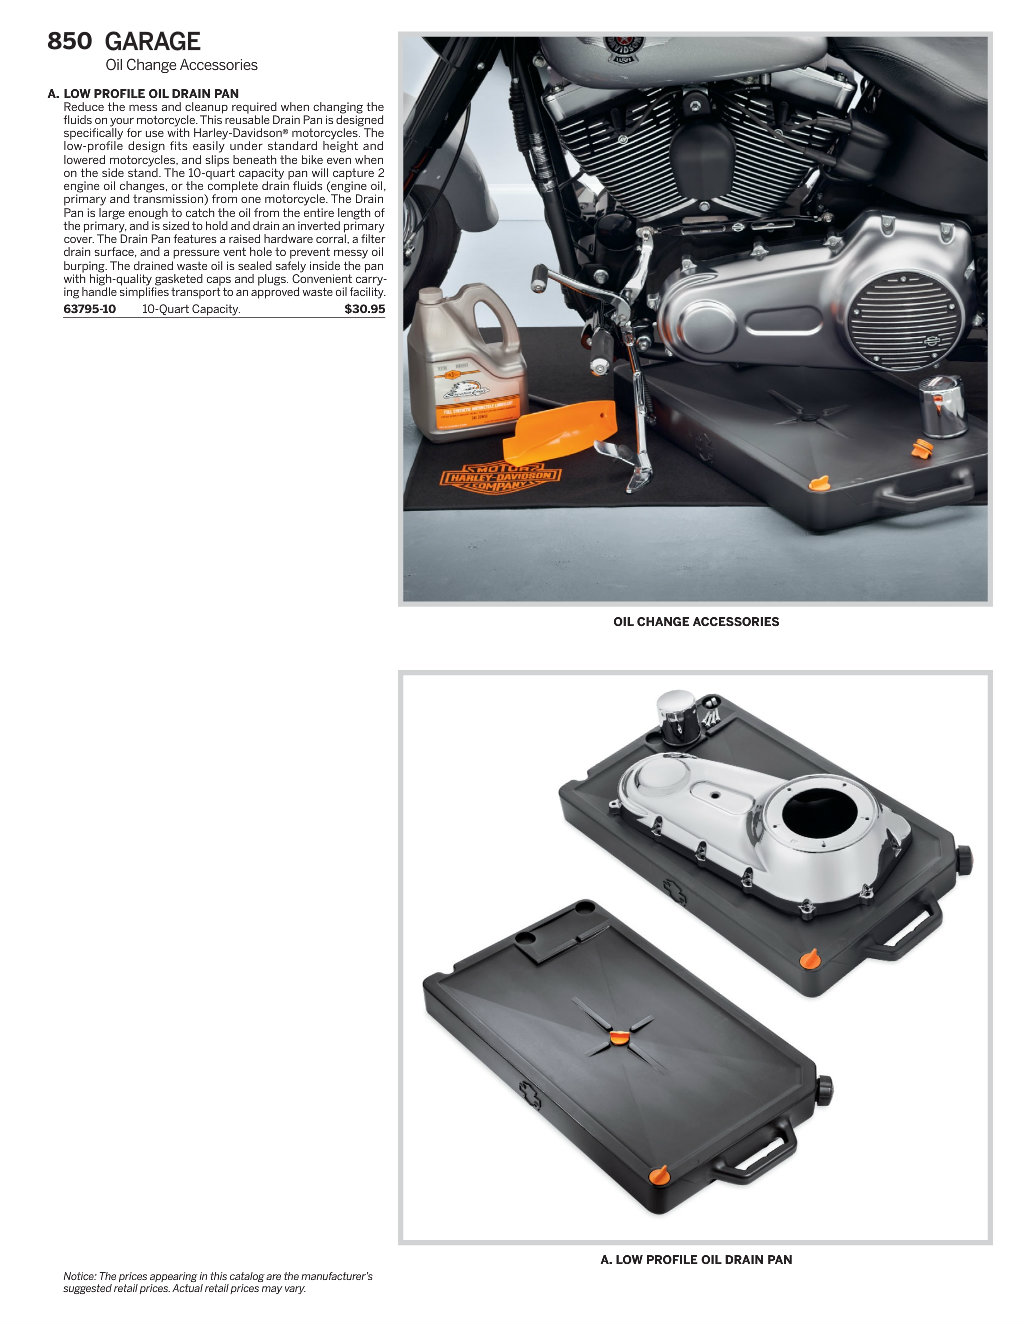 850 GARAGE
Oil Change Accessories
A. LOW PROFILE OIL DRAIN PAN
Reduce the mess and cleanup required when changing the
fluids on your motorcycle. This reusable Drain Pan is designed
specifically for use with Harley-Davidson® motorcycles. The
low-profile design fits easily under standard height and
lowered motorcycles, and slips beneath the bike even when
on the side stand. The 10-quart capacity pan will capture 2
engine oil changes, or the complete drain fluids (engine oil,
primary and transmission) from one motorcycle. The Drain
Pan is large enough to catch the oil from the entire length of
the primary, and is sized to hold and drain an inverted primary
cover. The Drain Pan features a raised hardware corral, a filter
drain surface, and a pressure vent hole to prevent messy oil
burping. The drained waste oil is sealed safely inside the pan
with high-quality gasketed caps and plugs. Convenient carry-
ing handle simplifies transport to an approved waste oil facility.
63795-10 10-Quart Capacity. $30.95
MOTOR
HARLEY-DAVIDSON
COMPANY
OIL CHANGE ACCESSORIES
A. LOW PROFILE OIL DRAIN PAN
Notice: The prices appearing in this catalog are the manufacturer's
suggested retail prices. Actual retail prices may vary.